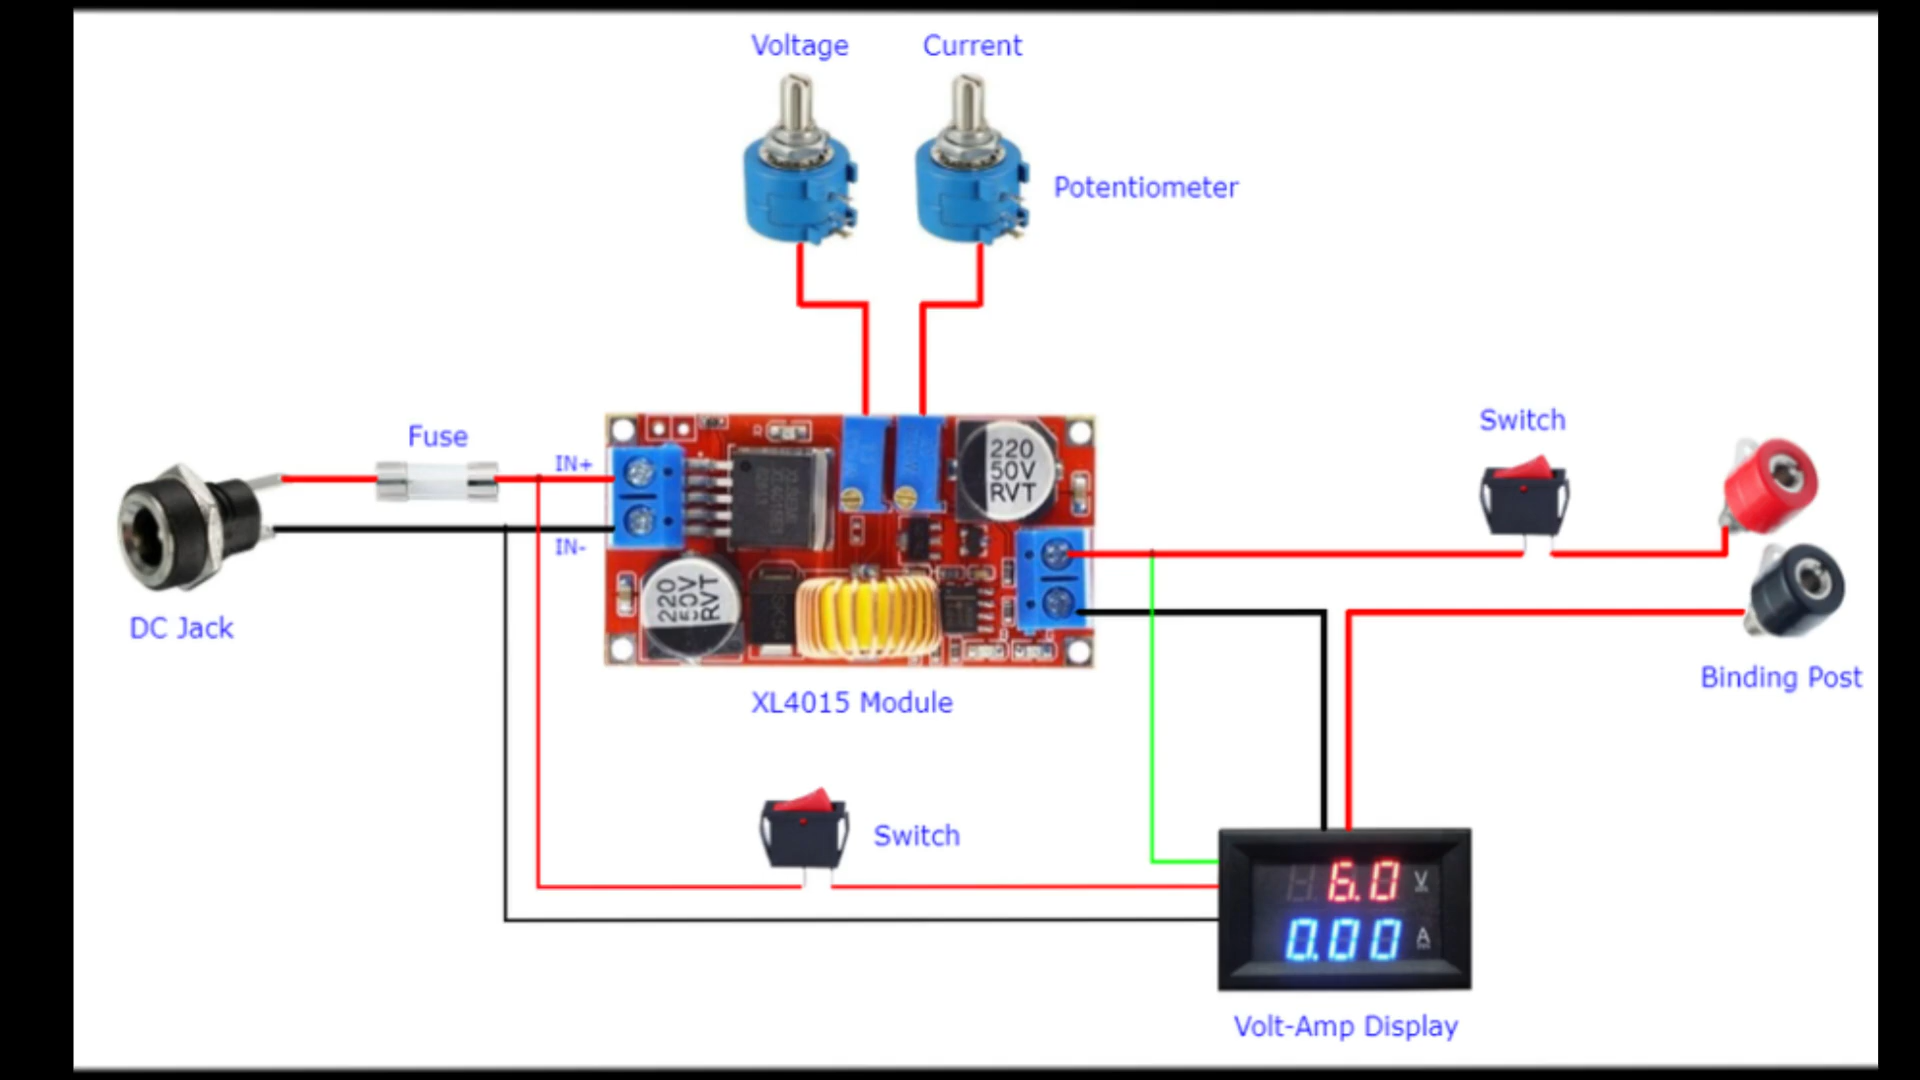 Voltage
Current
Potentiometer
Fuse
Switch
IN+
IN-
220
50V
RVT
220
50V
RVT
DC Jack
Binding Post
XL4015 Module
Switch
6.0 V
0.00 A
Volt-Amp Display